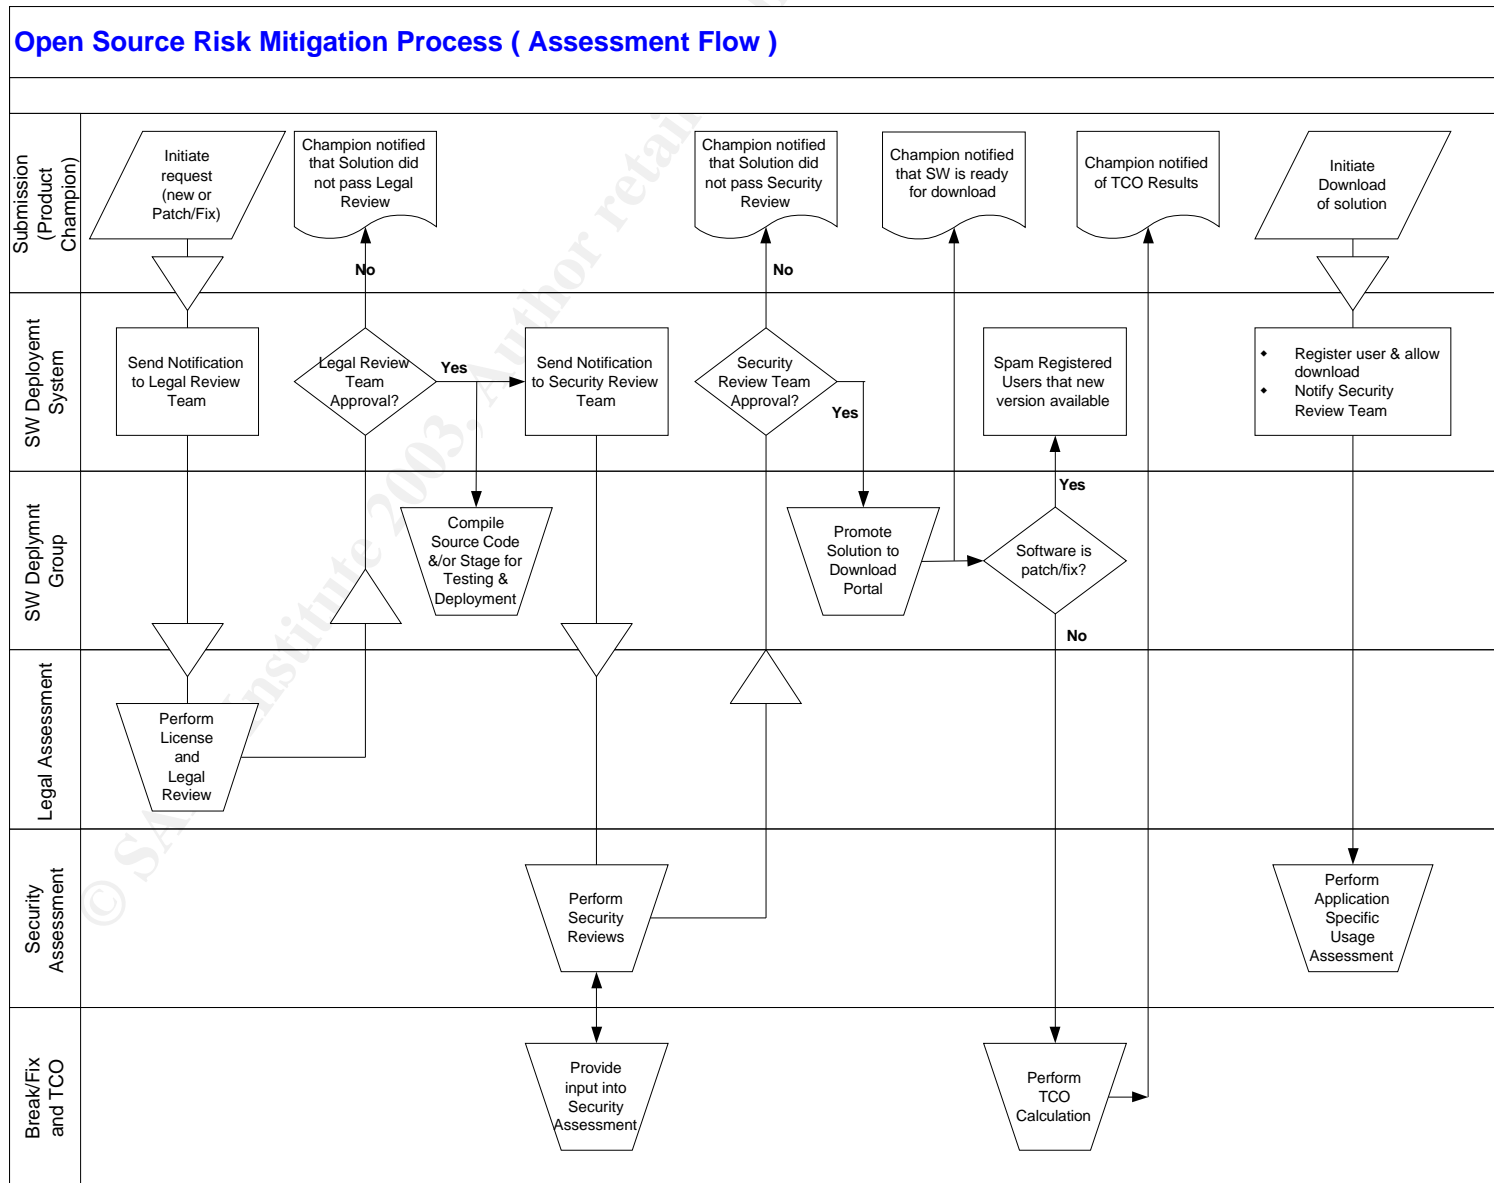 Open Source Risk Mitigation Process ( Assessment Flow )
Submission
(Product
Champion)
Initiate
request
(new or
Patch/Fix)
Champion notified
that Solution did
not pass Legal
Review
Champion notified
that Solution did
not pass Security
Review
Champion notified
that SW is ready
for download
Champion notified
of TCO Results
Initiate
Download
of solution
No
No
SW Deployemt
System
Send Notification
to Legal Review
Team
Legal Review
Team
Approval?
Yes
Send Notification
to Security Review
Team
Security
Review Team
Approval?
Yes
Spam Registered
Users that new
version available
Register user & allow
download
Notify Security
Review Team
SW Deplymnt
Group
Compile
Source Code
&/or Stage for
Testing &
Deployment
Promote
Solution to
Download
Portal
Yes
Software is
patch/fix?
No
Legal Assessment
Perform
License
and
Legal
Review
Security
Assessment
Perform
Security
Reviews
Perform
Application
Specific
Usage
Assessment
Break/Fix
and TCO
Provide
input into
Security
Assessment
Perform
TCO
Calculation
© SA Institute 2003, Author retai